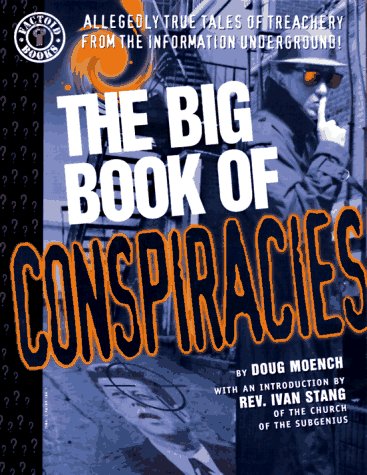 FACTOID
BOOKS
ALLEGEDLY TRUE TALES OF TREACHERY
FROM THE INFORMATION UNDERGROUND!
THE BIG
BOOK OF
CONSPIRACIES
BY DOUG MOENCH
WITH AN INTRODUCTION BY
REV. IVAN STANG
OF THE CHURCH
OF THE SUBGENIUS